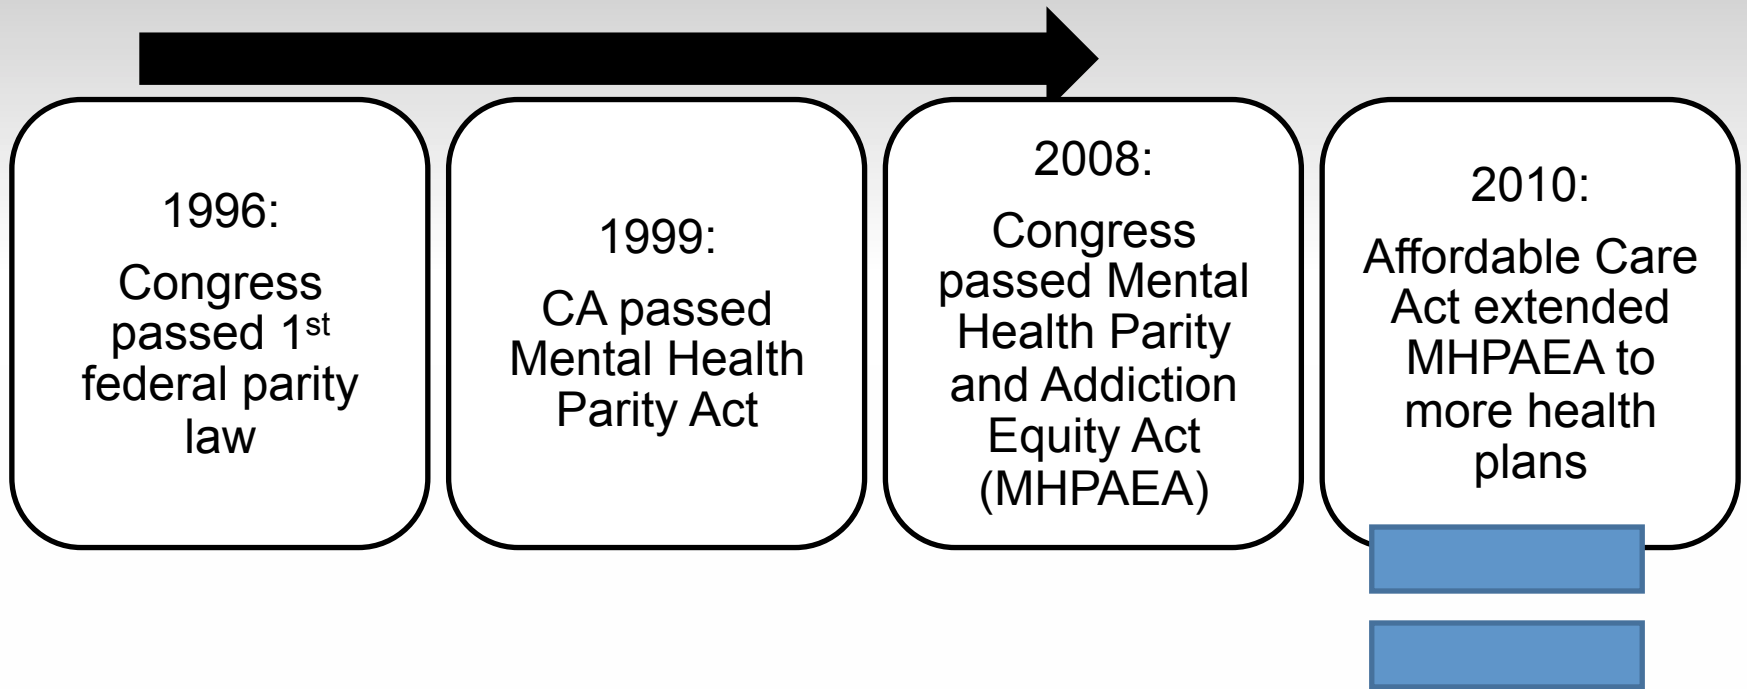 1996:
Congress
passed 1st
federal parity
law
1999:
CA passed
Mental Health
Parity Act
2008:
Congress
passed Mental
Health Parity
and Addiction
Equity Act
(MHPAEA)
2010:
Affordable Care
Act extended
MHPAEA to
more health
plans